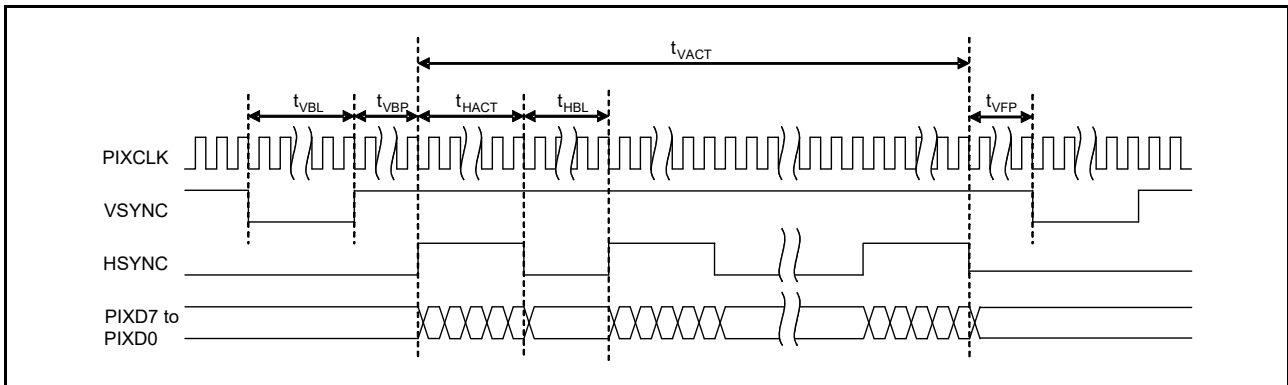 tVACT
tVBL tVBP tHACT tHBL tVFP
PIXCLK
VSYNC
HSYNC
PIXD7 to
PIXD0